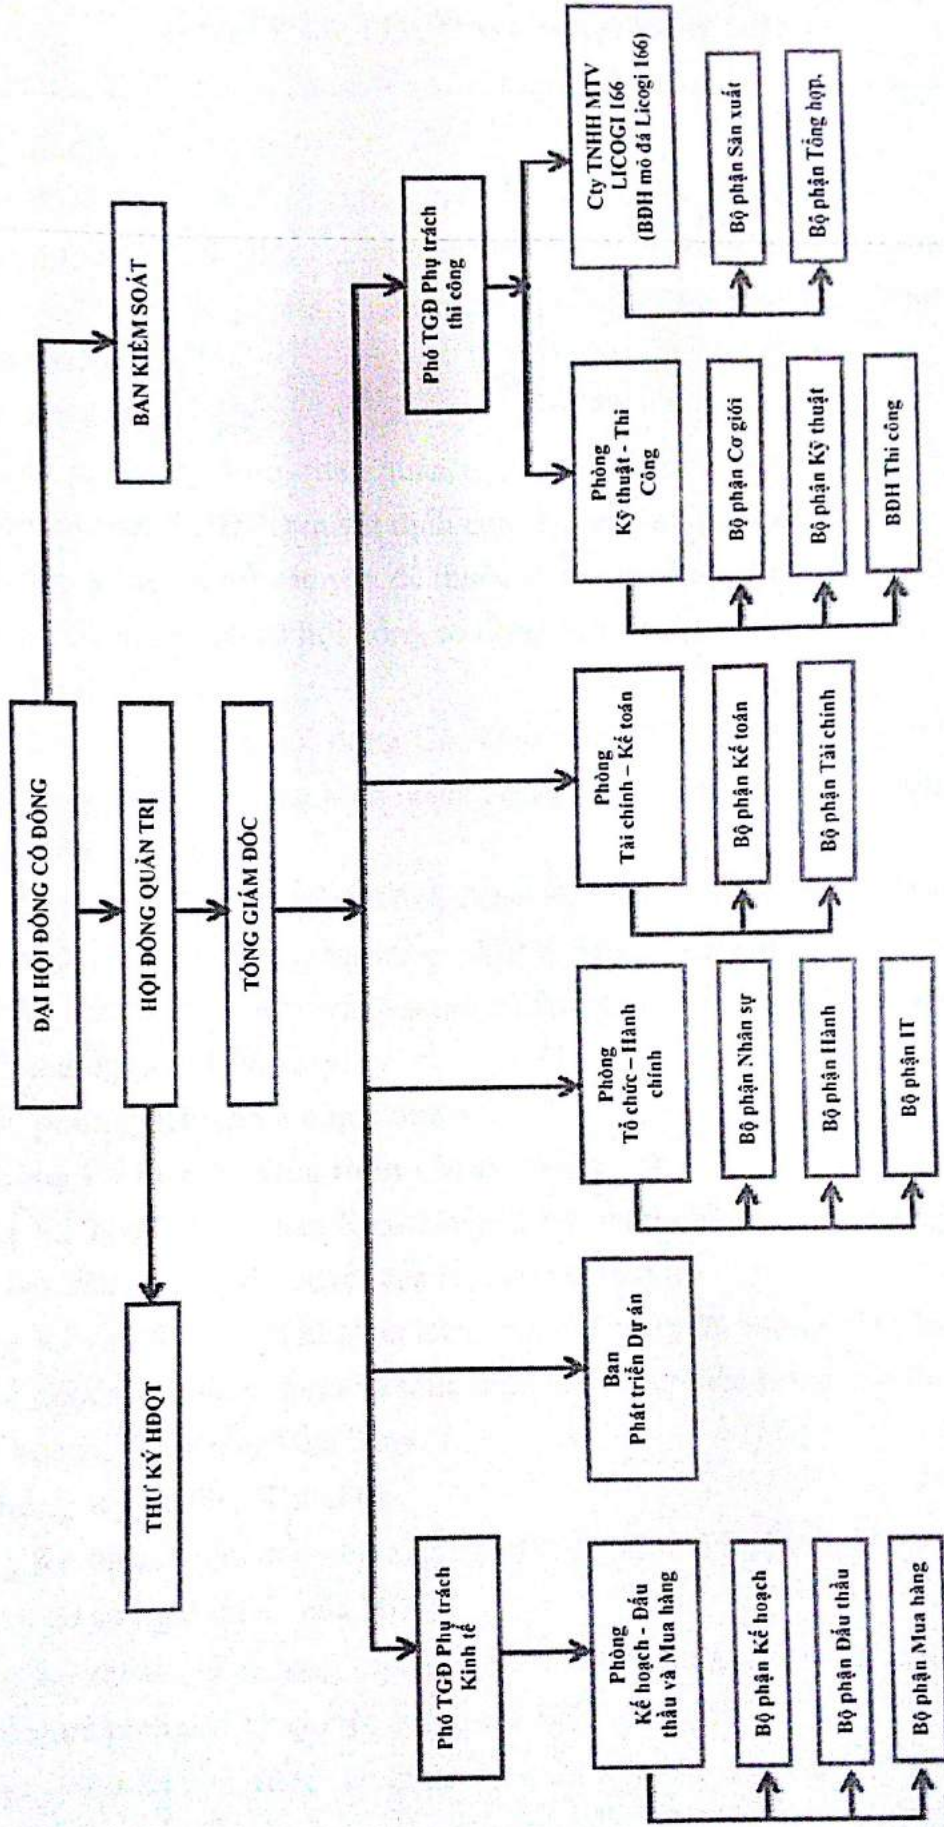 ĐẠI HỘI ĐỒNG CỔ ĐÔNG
BAN KIỂM SOÁT
THƯ KÝ HĐQT
HỘI ĐỒNG QUẢN TRỊ
TỔNG GIÁM ĐỐC
Phó TGĐ Phụ trách
Kinh tế
Phó TGĐ Phụ trách
thi công
Phòng
Kế hoạch - Đấu
thầu và Mua hàng
Bộ phận Kế hoạch
Bộ phận Đấu thầu
Bộ phận Mua hàng
Ban
Phát triển Dự án
Phòng
Tổ chức – Hành
chính
Bộ phận Nhân sự
Bộ phận Hành
Bộ phận IT
Phòng
Tài chính – Kế toán
Bộ phận Kế toán
Bộ phận Tài chính
Phòng
Kỹ thuật - Thi
Công
Bộ phận Cơ giới
Bộ phận Kỹ thuật
BĐH Thi công
Cty TNHH MTV
LICOGI 166
(BĐH mỏ đá Licogi 166)
Bộ phận Sản xuất
Bộ phận Tổng hợp.